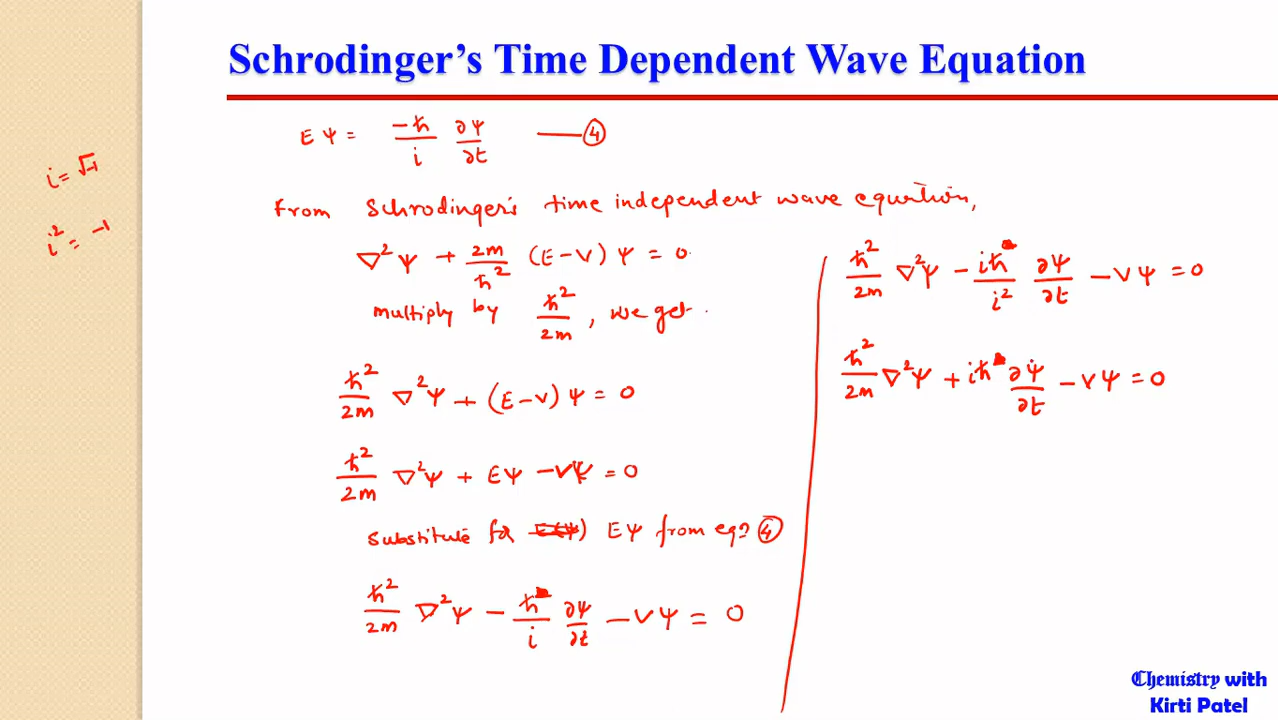 Schrodinger's Time Dependent Wave Equation
i = √-1
i² = -1
Eψ = -ħ/i ∂ψ/∂t —— ④
From Schrodinger's time independent wave equation,
∇²ψ + 2m/ħ² (E-V) ψ = 0
multiply by ħ²/2m, we get.
ħ²/2m ∇²ψ + (E-V) ψ = 0
ħ²/2m ∇²ψ + Eψ - Vψ = 0
Substitute for Eψ from eqn ④
ħ²/2m ∇²ψ - ħ/i ∂ψ/∂t - Vψ = 0
ħ²/2m ∇²ψ - iħ/i² ∂ψ/∂t - Vψ = 0
ħ²/2m ∇²ψ + iħ ∂ψ/∂t - Vψ = 0
Chemistry with
Kirti Patel